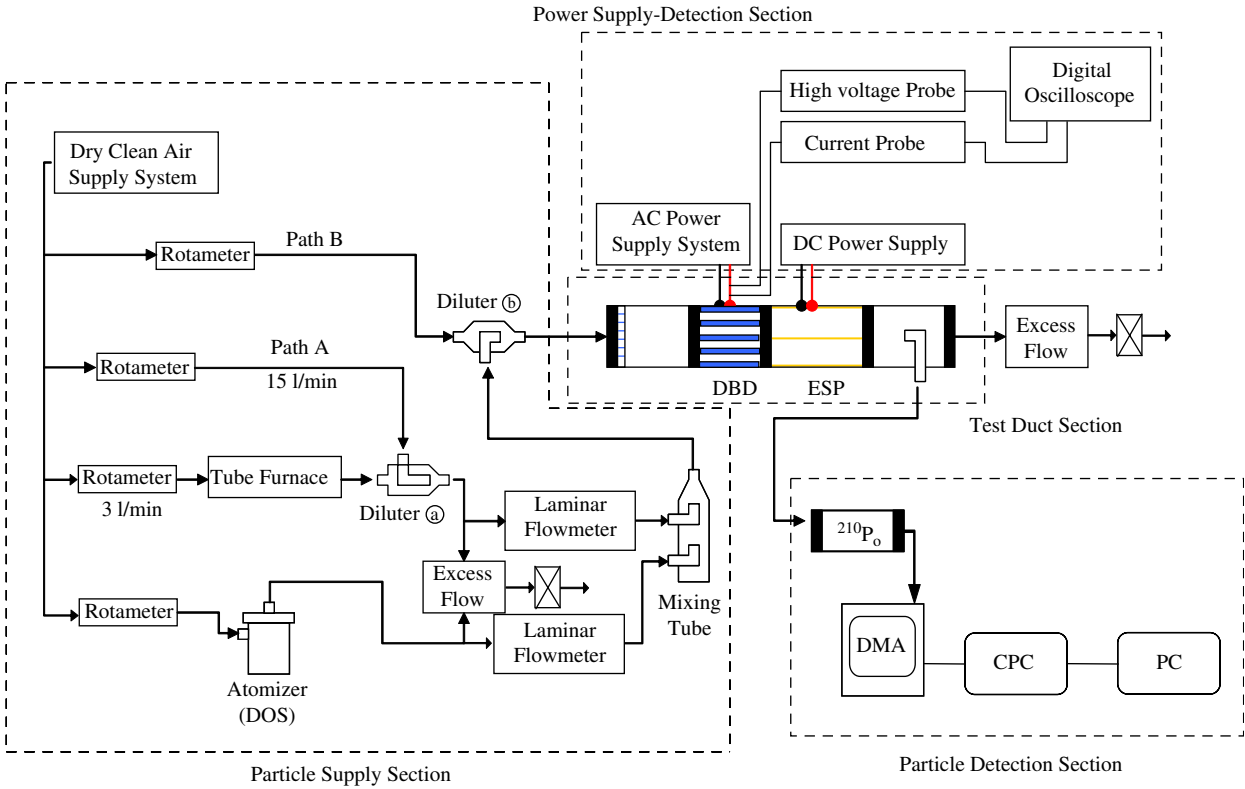 Power Supply-Detection Section
High voltage Probe
Digital
Oscilloscope
Current Probe
Dry Clean Air
Supply System
AC Power
Supply System
DC Power Supply
Rotameter
Path B
Diluter ⓑ
Excess
Flow
Rotameter
Path A
15 l/min
DBD
ESP
Test Duct Section
Rotameter
3 l/min
Tube Furnace
Diluter ⓐ
Laminar
Flowmeter
Excess
Flow
Mixing
Tube
Rotameter
Laminar
Flowmeter
Atomizer
(DOS)
²¹⁰Pₒ
DMA
CPC
PC
Particle Supply Section
Particle Detection Section